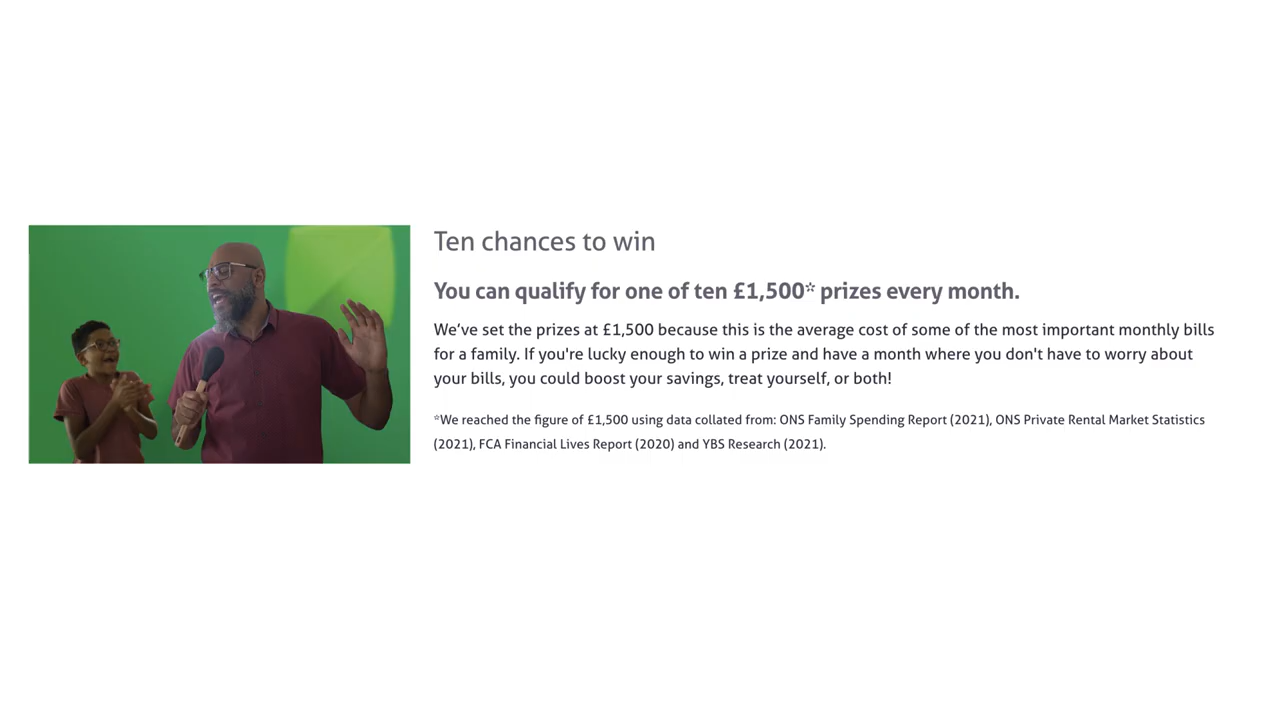 Ten chances to win
You can qualify for one of ten £1,500* prizes every month.
We’ve set the prizes at £1,500 because this is the average cost of some of the most important monthly bills
for a family. If you're lucky enough to win a prize and have a month where you don't have to worry about
your bills, you could boost your savings, treat yourself, or both!
*We reached the figure of £1,500 using data collated from: ONS Family Spending Report (2021), ONS Private Rental Market Statistics
(2021), FCA Financial Lives Report (2020) and YBS Research (2021).